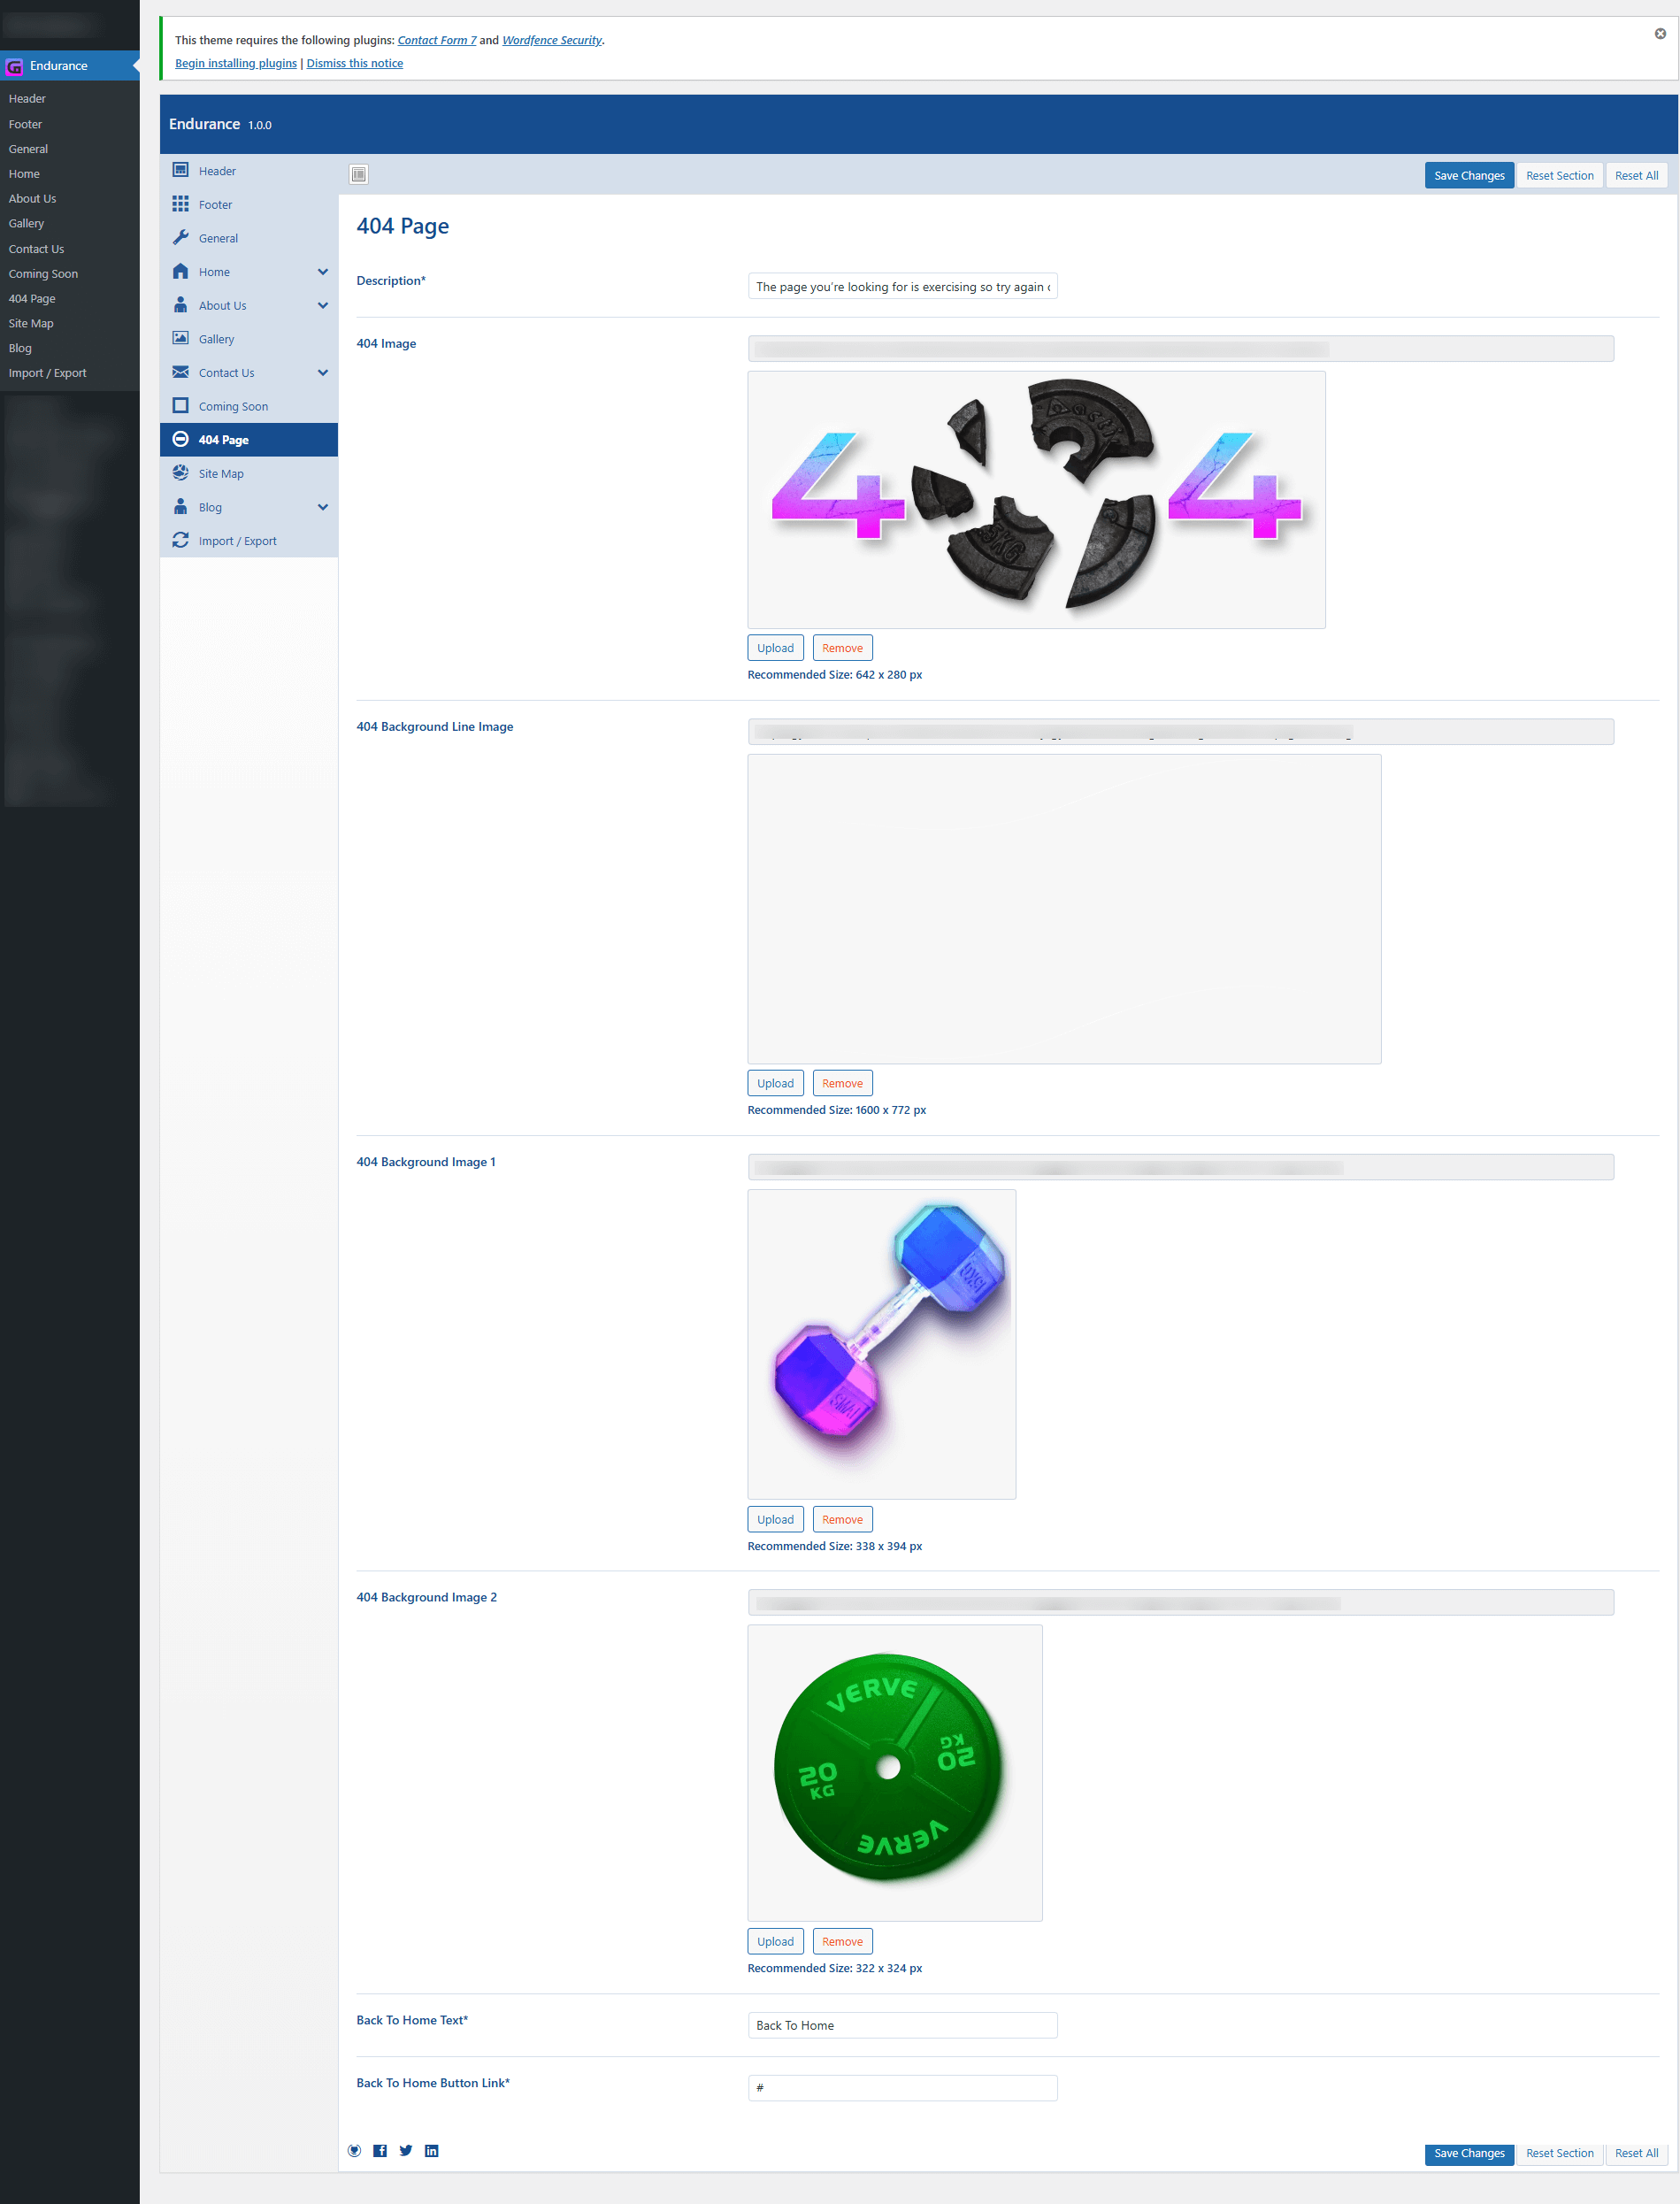 Endurance
Header
Footer
General
Home
About Us
Gallery
Contact Us
Coming Soon
404 Page
Site Map
Blog
Import / Export
This theme requires the following plugins: Contact Form 7 and Wordfence Security.
Begin installing plugins | Dismiss this notice
Endurance 1.0.0
Header
Footer
General
Home
About Us
Gallery
Contact Us
Coming Soon
404 Page
Site Map
Blog
Import / Export
Save Changes Reset Section Reset All
404 Page
Description*
The page you're looking for is exercising so try again
404 Image
4 4
5KG
Upload Remove
Recommended Size: 642 x 280 px
404 Background Line Image
Upload Remove
Recommended Size: 1600 x 772 px
404 Background Image 1
Upload Remove
Recommended Size: 338 x 394 px
404 Background Image 2
VERVE
20 KG
20 KG
VERVE
Upload Remove
Recommended Size: 322 x 324 px
Back To Home Text*
Back To Home
Back To Home Button Link*
#
Save Changes Reset Section Reset All